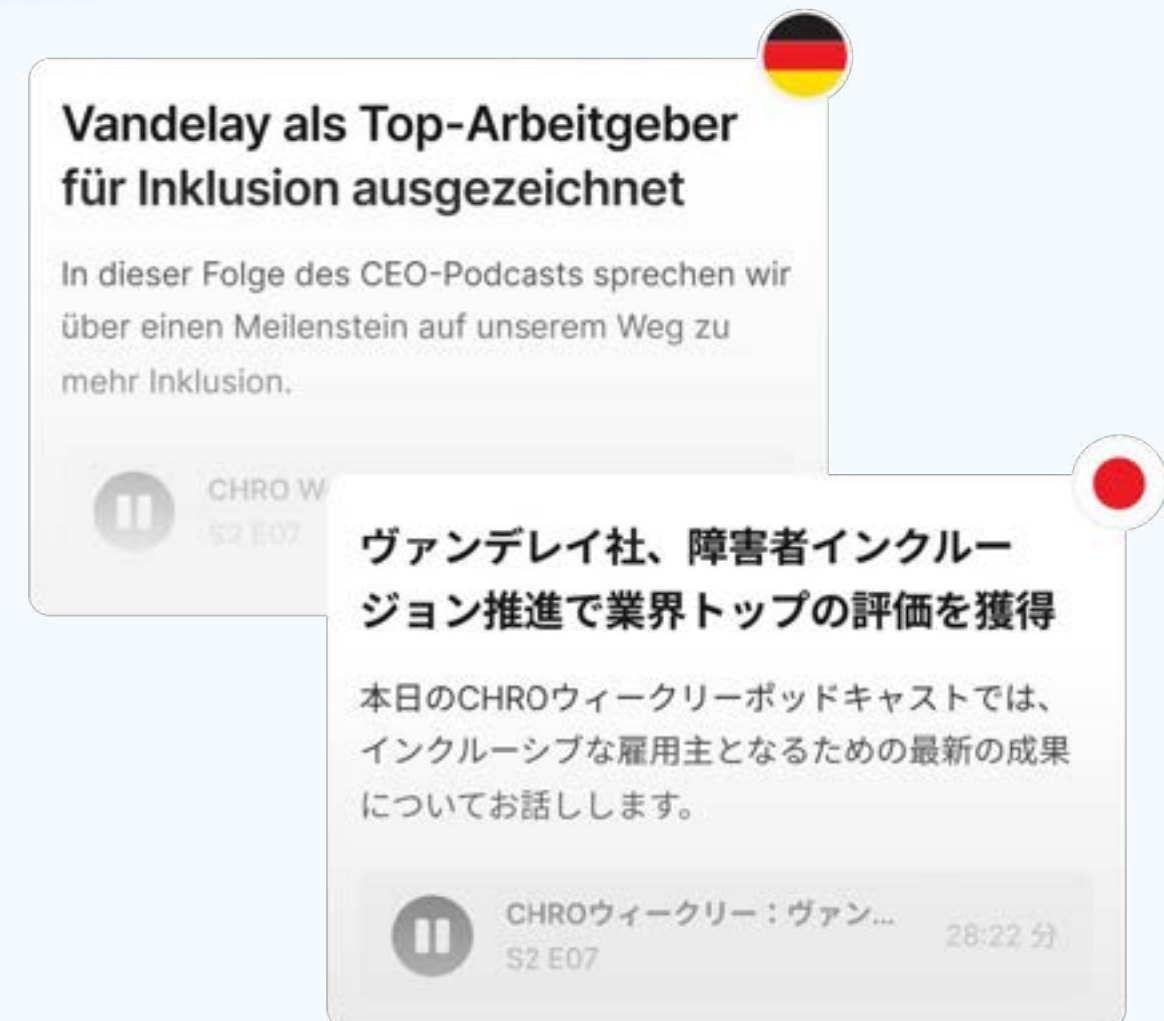 Vandelay als Top-Arbeitgeber
für Inklusion ausgezeichnet
In dieser Folge des CEO-Podcasts sprechen wir
über einen Meilenstein auf unserem Weg zu
mehr Inklusion.
CHRO W
S2 E07
ヴァンデレイ社、障害者インクルー
ジョン推進で業界トップの評価を獲得
本日のCHROウィークリーポッドキャストでは、
インクルーシブな雇用主となるための最新の成果
についてお話しします。
CHROウィークリー：ヴァン...
28:22 分
S2 E07